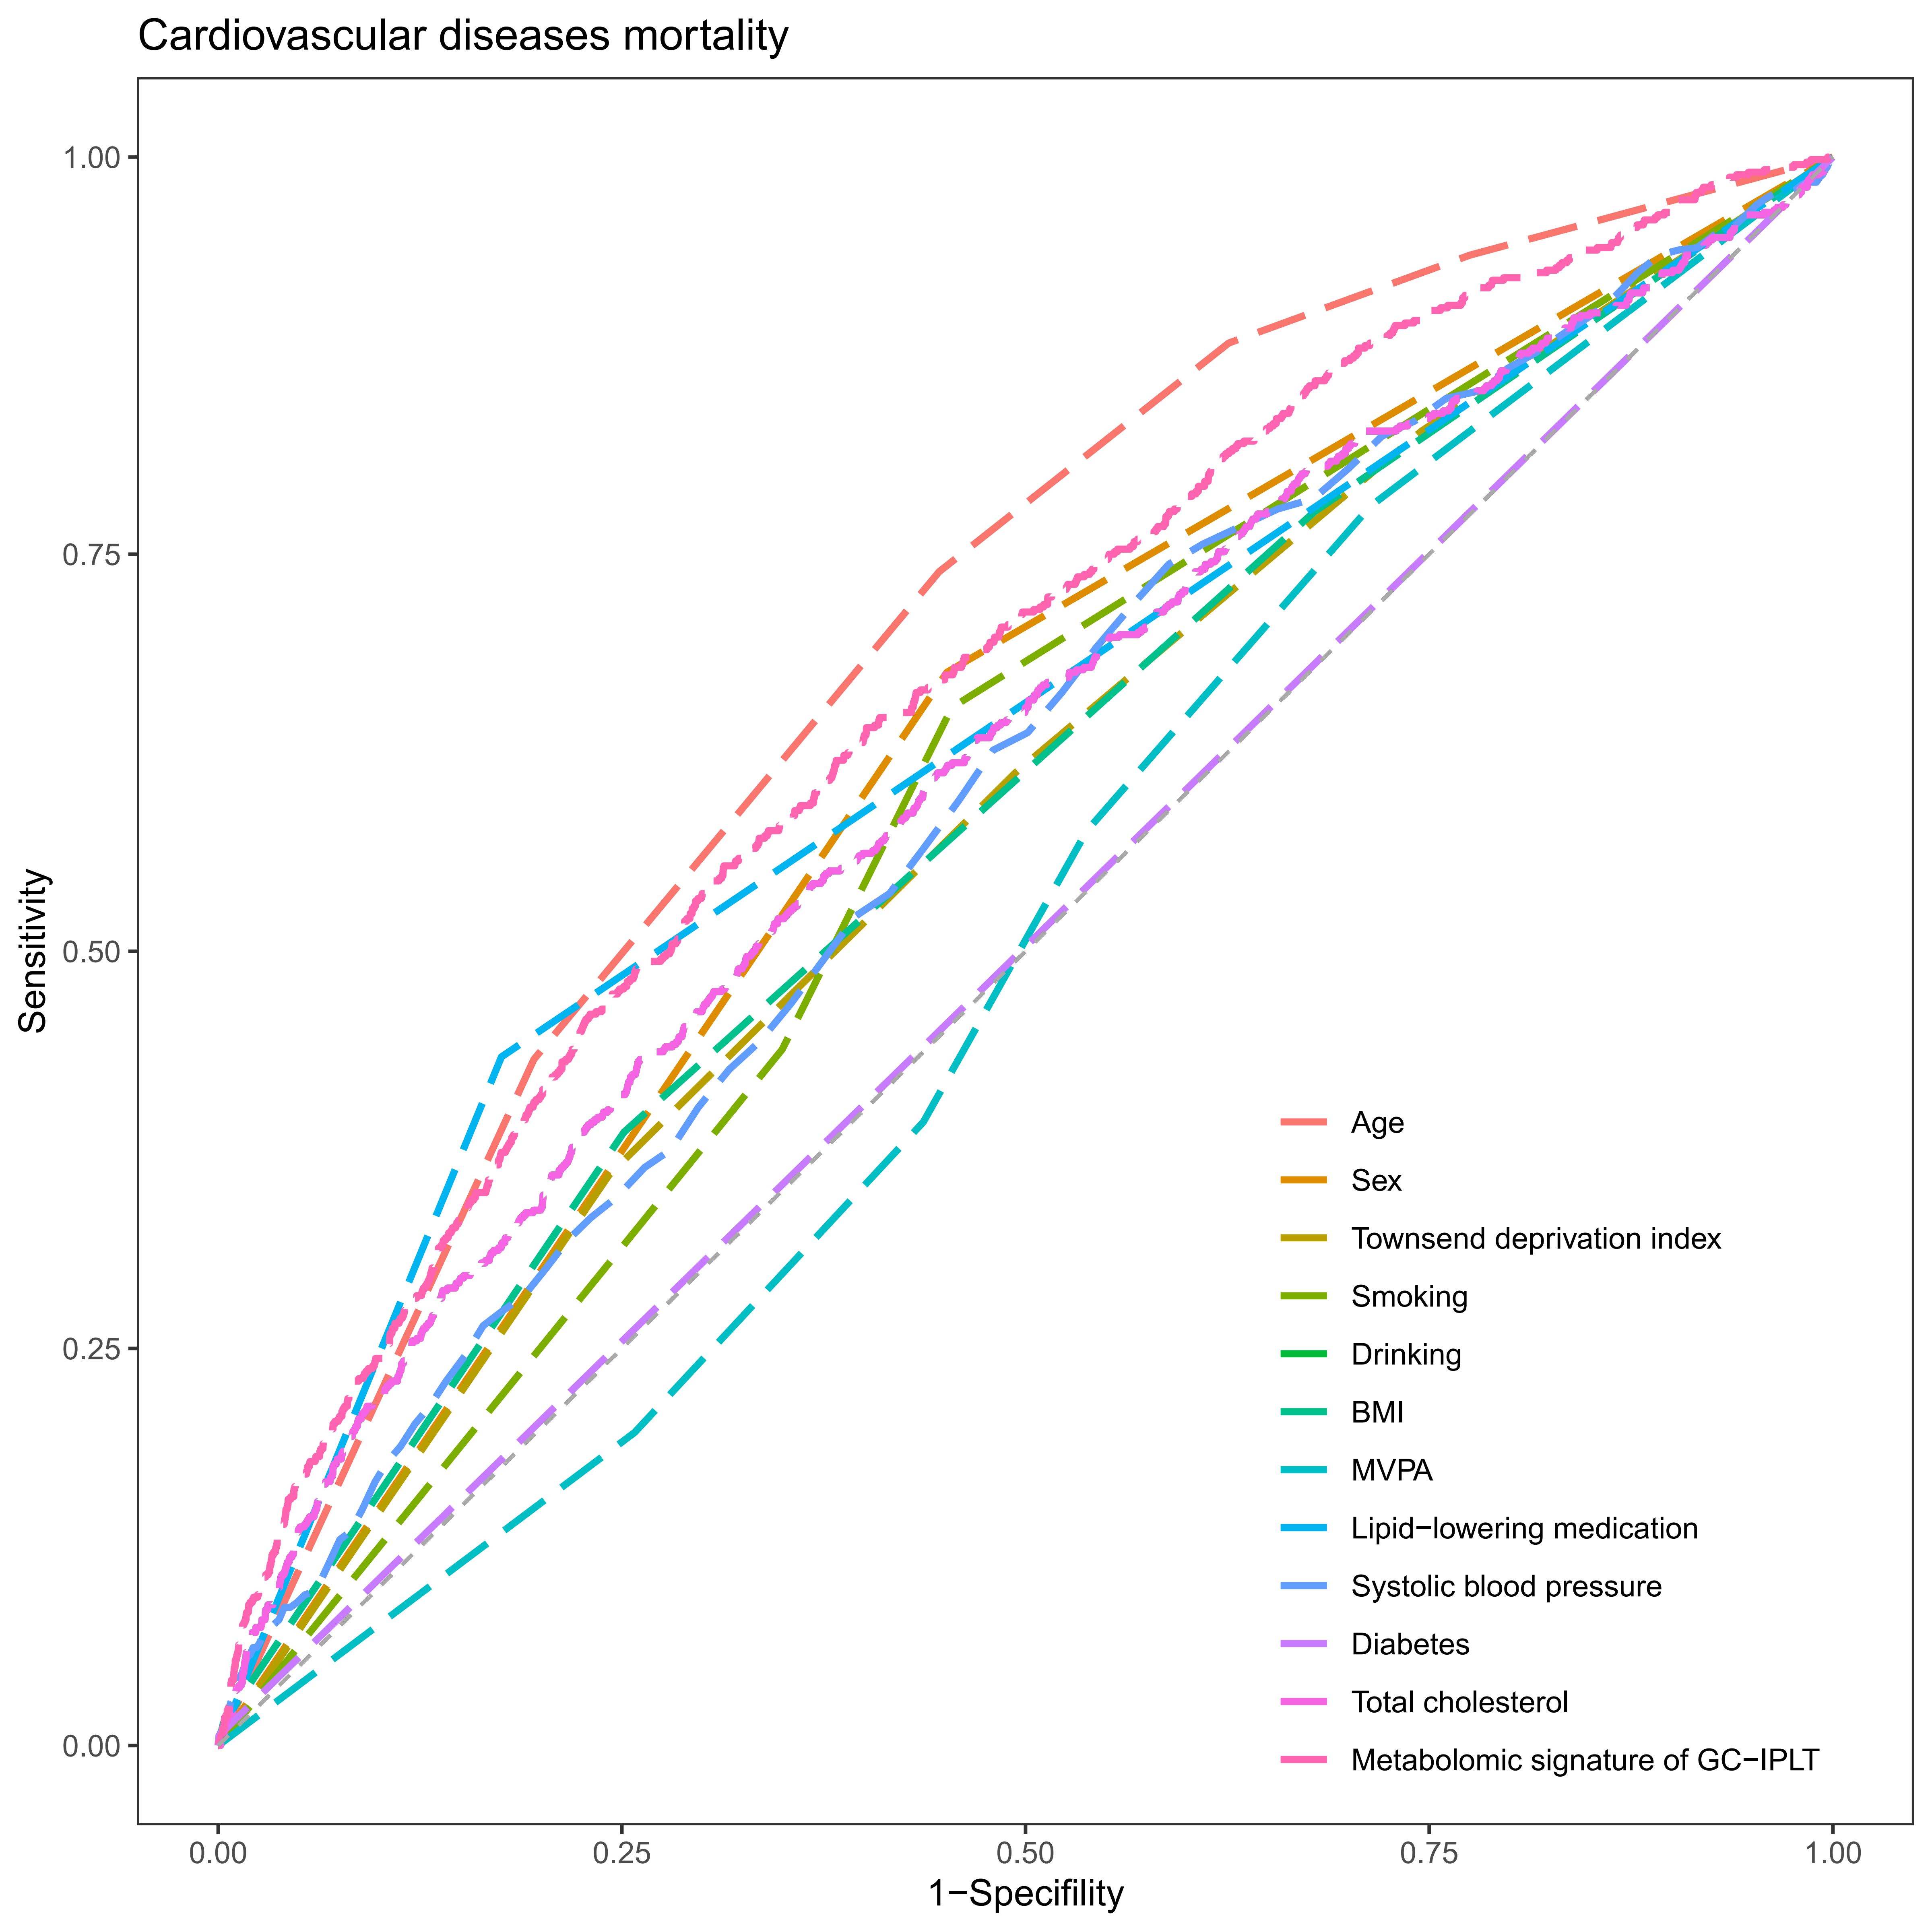 Cardiovascular diseases mortality
1.00
0.75
0.50
0.25
0.00
Sensitivity
Age
Sex
Townsend deprivation index
Smoking
Drinking
BMI
MVPA
Lipid−lowering medication
Systolic blood pressure
Diabetes
Total cholesterol
Metabolomic signature of GC−IPLT
0.00 0.25 0.50 0.75 1.00
1−Specifility